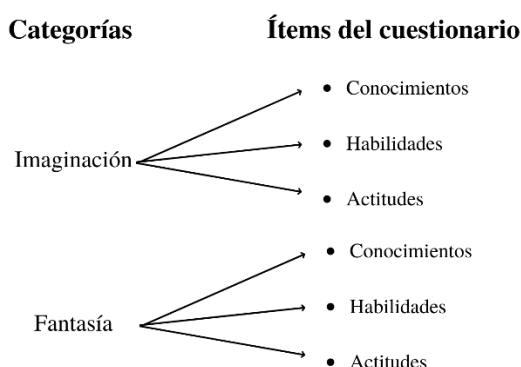 Categorías
Ítems del cuestionario
Imaginación
• Conocimientos
• Habilidades
• Actitudes
Fantasía
• Conocimientos
• Habilidades
• Actitudes